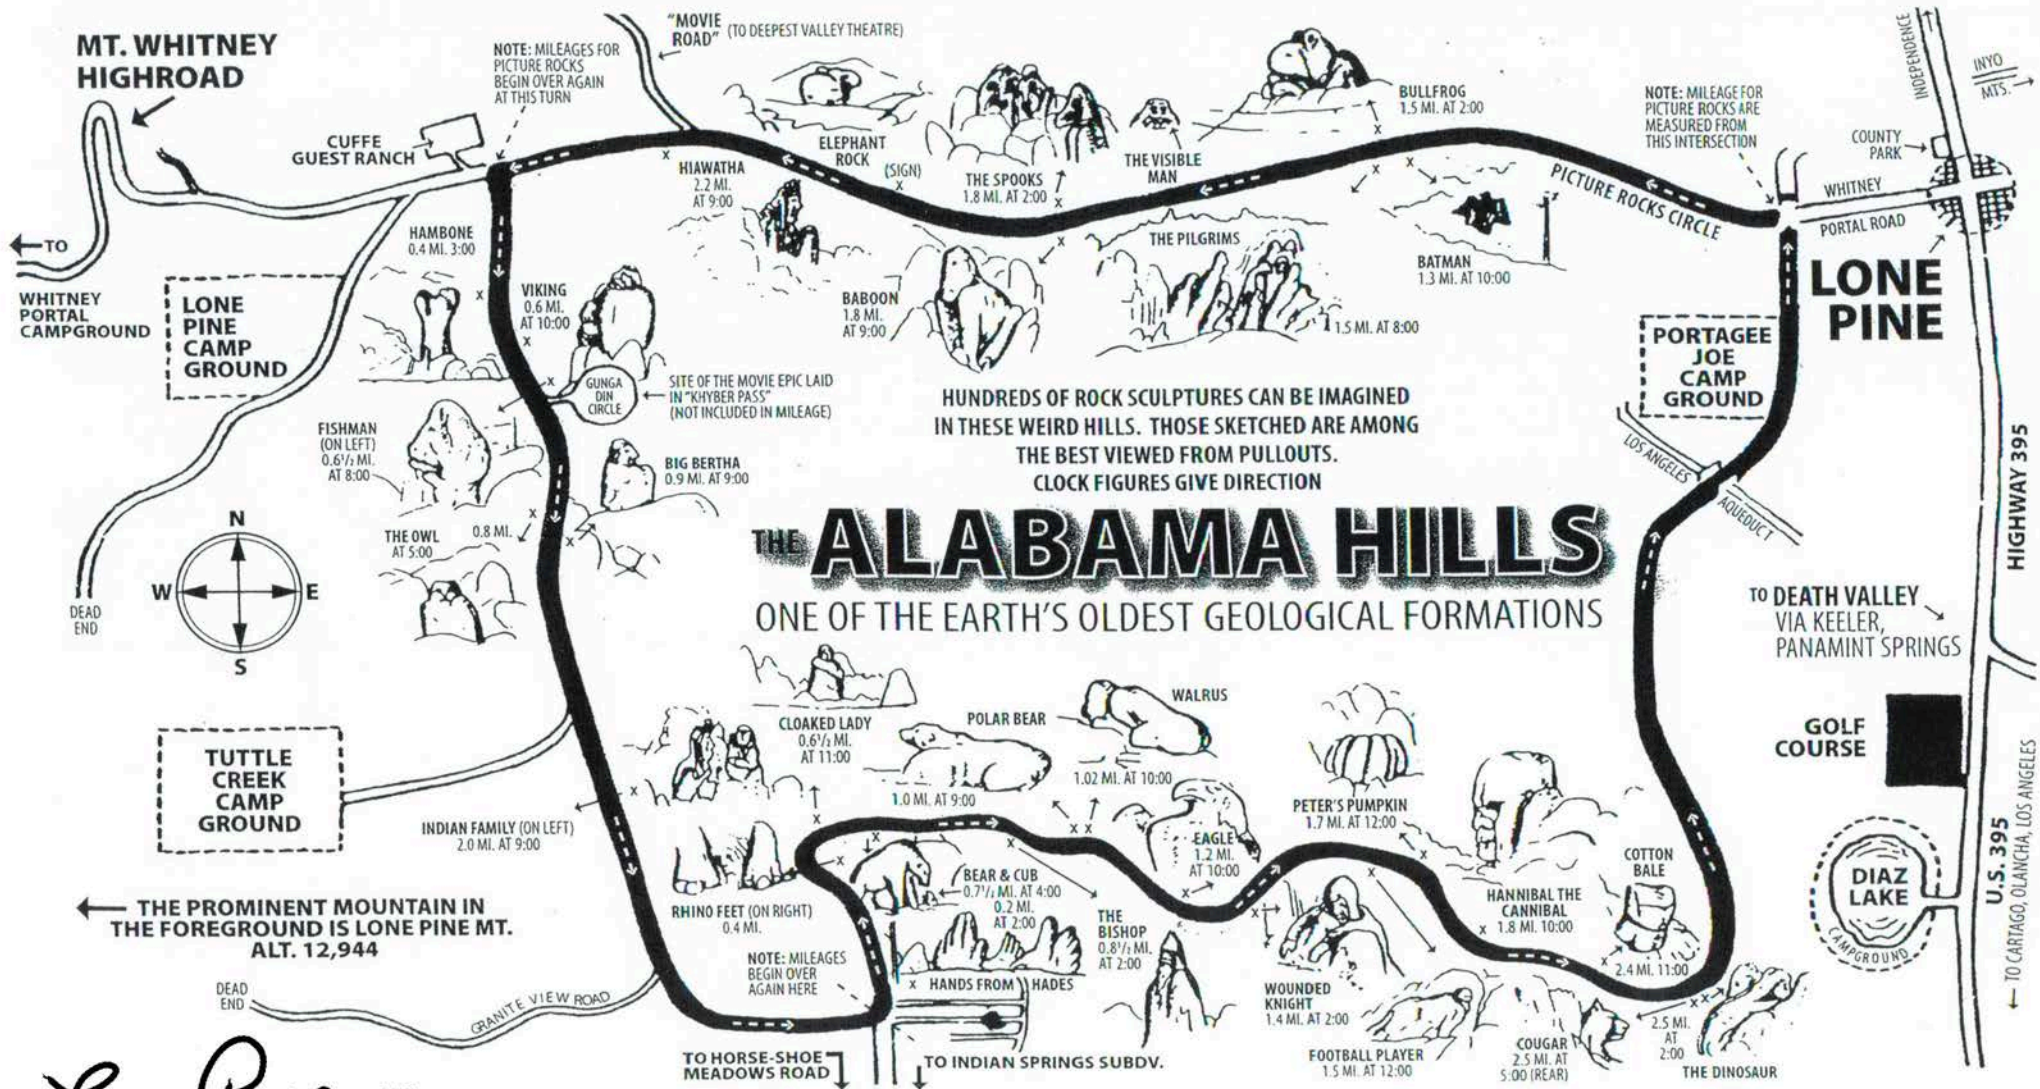 MT. WHITNEY
HIGHROAD
NOTE: MILEAGES FOR
PICTURE ROCKS
BEGIN OVER AGAIN
AT THIS TURN
"MOVIE
ROAD" (TO DEEPEST VALLEY THEATRE)
CUFFE
GUEST RANCH
ELEPHANT
ROCK
(SIGN)
HIAWATHA
2.2 MI.
AT 9:00
THE SPOOKS
1.8 MI. AT 2:00
THE VISIBLE
MAN
BULLFROG
1.5 MI. AT 2:00
NOTE: MILEAGE FOR
PICTURE ROCKS ARE
MEASURED FROM
THIS INTERSECTION
INDEPENDENCE
INYO
MTS.
COUNTY
PARK
WHITNEY
PORTAL ROAD
PICTURE ROCKS CIRCLE
LONE
PINE
TO
WHITNEY
PORTAL
CAMPGROUND
LONE
PINE
CAMP
GROUND
HAMBONE
0.4 MI. 3:00
VIKING
0.6 MI.
AT 10:00
BABOON
1.8 MI.
AT 9:00
THE PILGRIMS
1.5 MI. AT 8:00
BATMAN
1.3 MI. AT 10:00
PORTAGEE
JOE
CAMP
GROUND
GUNGA
DIN
CIRCLE
SITE OF THE MOVIE EPIC LAID
IN "KHYBER PASS"
(NOT INCLUDED IN MILEAGE)
HUNDREDS OF ROCK SCULPTURES CAN BE IMAGINED
IN THESE WEIRD HILLS. THOSE SKETCHED ARE AMONG
THE BEST VIEWED FROM PULLOUTS.
CLOCK FIGURES GIVE DIRECTION
FISHMAN
(ON LEFT)
0.6½ MI.
AT 8:00
BIG BERTHA
0.9 MI. AT 9:00
THE OWL
AT 5:00
0.8 MI.
LOS ANGELES
AQUEDUCT
HIGHWAY 395
THE ALABAMA HILLS
ONE OF THE EARTH'S OLDEST GEOLOGICAL FORMATIONS
N
W
E
S
DEAD
END
TO DEATH VALLEY
VIA KEELER,
PANAMINT SPRINGS
GOLF
COURSE
TUTTLE
CREEK
CAMP
GROUND
INDIAN FAMILY (ON LEFT)
2.0 MI. AT 9:00
CLOAKED LADY
0.6½ MI.
AT 11:00
POLAR BEAR
1.0 MI. AT 9:00
WALRUS
1.02 MI. AT 10:00
EAGLE
1.2 MI.
AT 10:00
PETER'S PUMPKIN
1.7 MI. AT 12:00
HANNIBAL THE
CANNIBAL
1.8 MI. 10:00
COTTON
BALE
2.4 MI. 11:00
DIAZ
LAKE
CAMPGROUND
U.S. 395
TO CARTAGO, OLANCHA, LOS ANGELES
THE PROMINENT MOUNTAIN IN
THE FOREGROUND IS LONE PINE MT.
ALT. 12,944
RHINO FEET (ON RIGHT)
0.4 MI.
BEAR & CUB
0.7½ MI. AT 4:00
0.2 MI.
AT 2:00
HANDS FROM HADES
THE
BISHOP
0.8½ MI.
AT 2:00
NOTE: MILEAGES
BEGIN OVER
AGAIN HERE
WOUNDED
KNIGHT
1.4 MI. AT 2:00
FOOTBALL PLAYER
1.5 MI. AT 12:00
COUGAR
2.5 MI. AT
5:00 (REAR)
2.5 MI.
AT
2:00
THE DINOSAUR
DEAD
END
GRANITE VIEW ROAD
TO HORSE-SHOE
MEADOWS ROAD
TO INDIAN SPRINGS SUBDV.